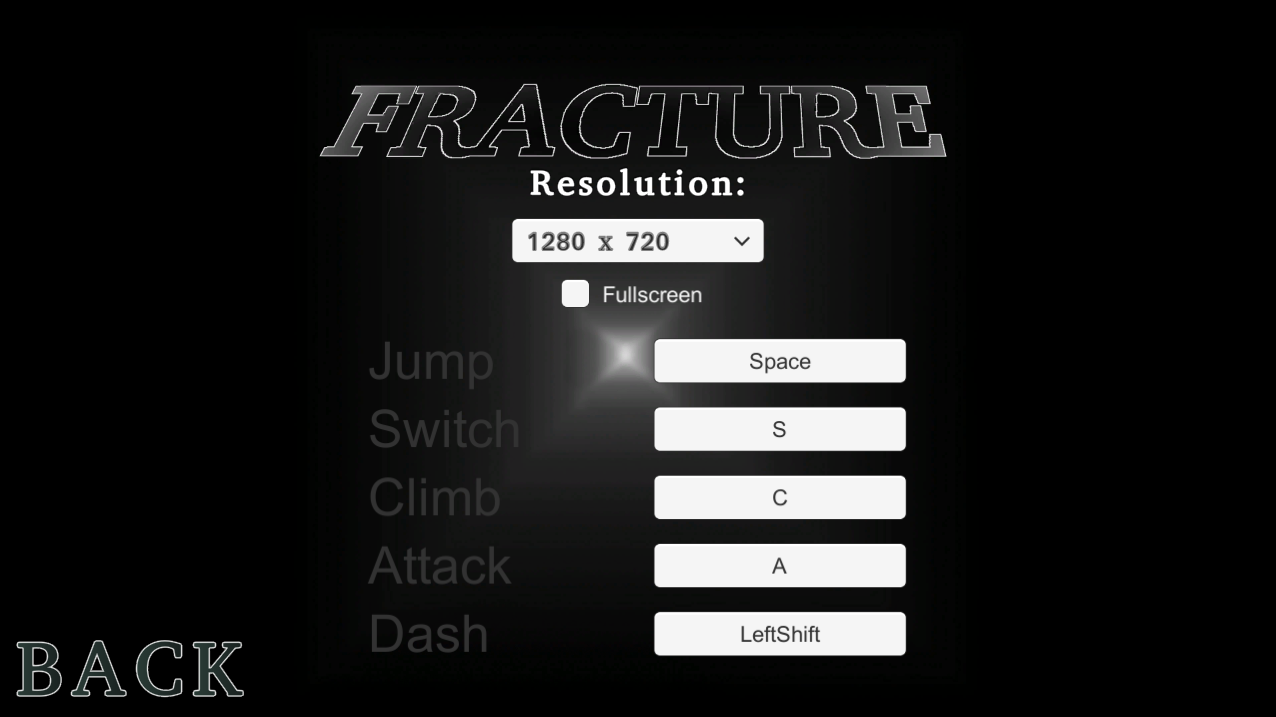 FRACTURE
Resolution:
1280 x 720
Fullscreen
Jump Space
Switch S
Climb C
Attack A
Dash LeftShift
BACK